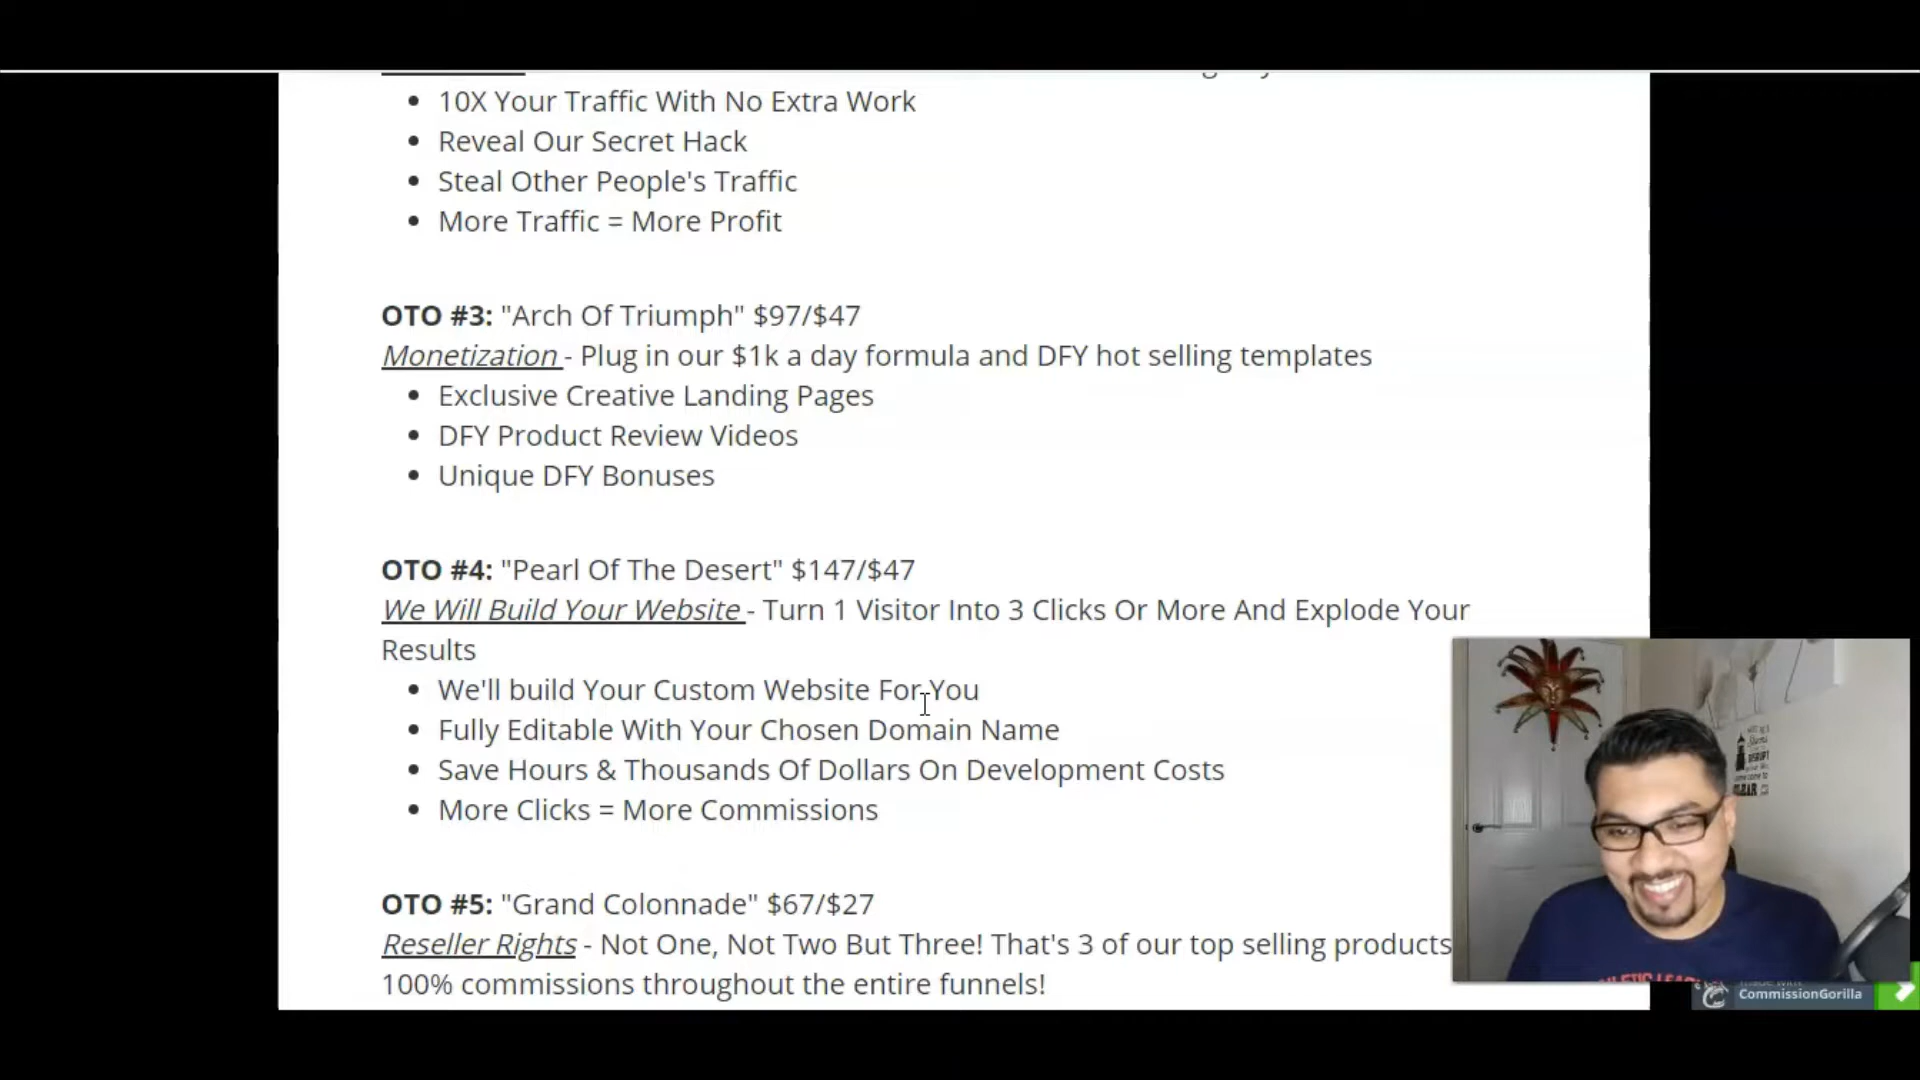 10X Your Traffic With No Extra Work
Reveal Our Secret Hack
Steal Other People's Traffic
More Traffic = More Profit
OTO #3: "Arch Of Triumph" $97/$47
Monetization - Plug in our $1k a day formula and DFY hot selling templates
Exclusive Creative Landing Pages
DFY Product Review Videos
Unique DFY Bonuses
OTO #4: "Pearl Of The Desert" $147/$47
We Will Build Your Website - Turn 1 Visitor Into 3 Clicks Or More And Explode Your
Results
We'll build Your Custom Website For You
Fully Editable With Your Chosen Domain Name
Save Hours & Thousands Of Dollars On Development Costs
More Clicks = More Commissions
OTO #5: "Grand Colonnade" $67/$27
Reseller Rights - Not One, Not Two But Three! That's 3 of our top selling products
100% commissions throughout the entire funnels!
CommissionGorilla